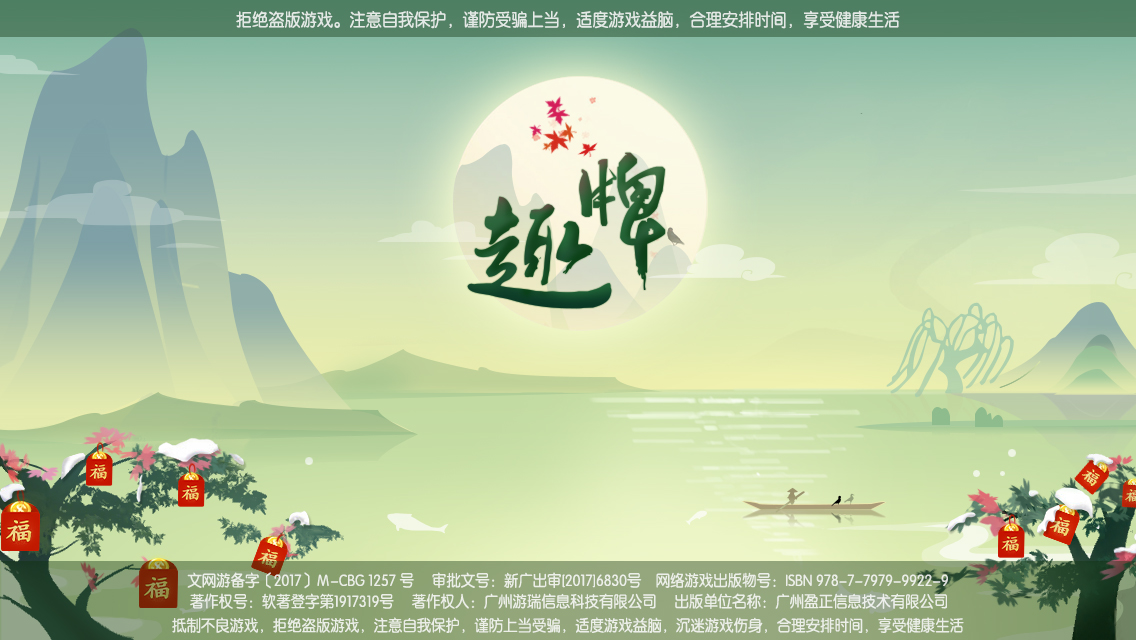 拒绝盗版游戏。注意自我保护，谨防受骗上当，适度游戏益脑，合理安排时间，享受健康生活
趣牌
福
福
福
福
福
福
福
福
福
文网游备字〔2017〕M-CBG 1257 号 审批文号：新广出审[2017]6830号 网络游戏出版物号：ISBN 978-7-7979-9922-9
著作权号：软著登字第1917319号 著作权人：广州游瑞信息科技有限公司 出版单位名称：广州盈正信息技术有限公司
抵制不良游戏，拒绝盗版游戏，注意自我保护，谨防上当受骗，适度游戏益脑，沉迷游戏伤身，合理安排时间，享受健康生活